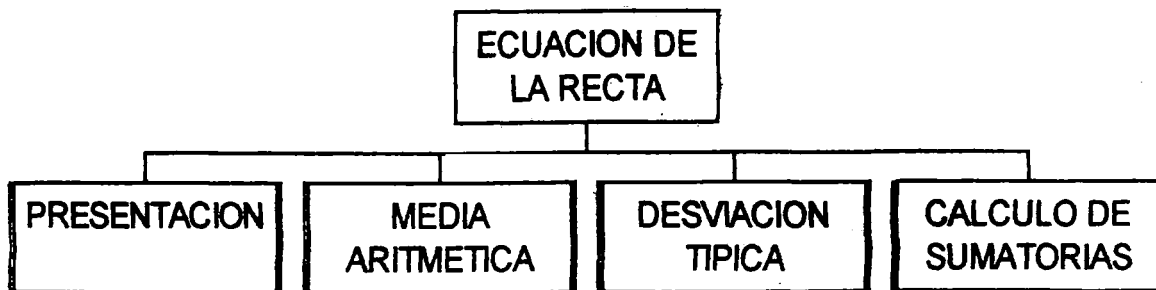 ECUACION DE
LA RECTA
PRESENTACION
MEDIA
ARITMETICA
DESVIACION
TIPICA
CALCULO DE
SUMATORIAS